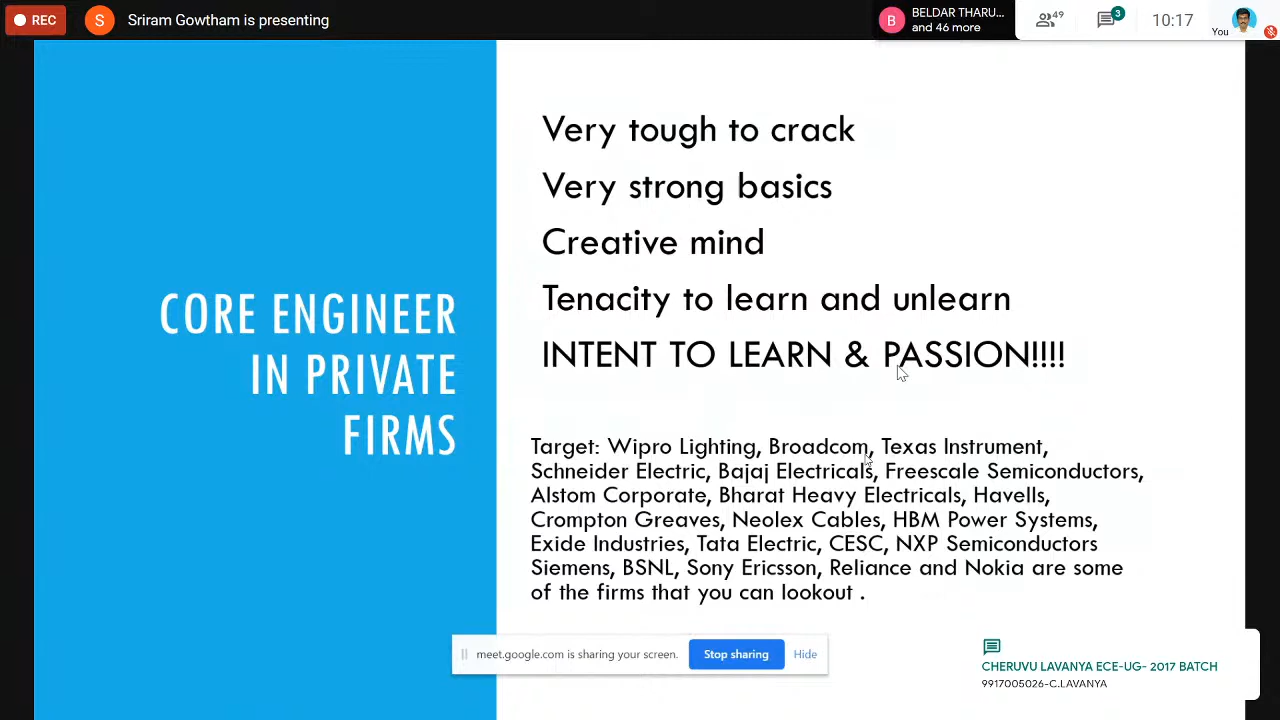 REC
S
Sriram Gowtham is presenting
B
BELDAR THARU...
and 46 more
49
3
10:17
You
CORE ENGINEER
IN PRIVATE
FIRMS
Very tough to crack
Very strong basics
Creative mind
Tenacity to learn and unlearn
INTENT TO LEARN & PASSION!!!!
Target: Wipro Lighting, Broadcom, Texas Instrument,
Schneider Electric, Bajaj Electricals, Freescale Semiconductors,
Alstom Corporate, Bharat Heavy Electricals, Havells,
Crompton Greaves, Neolex Cables, HBM Power Systems,
Exide Industries, Tata Electric, CESC, NXP Semiconductors
Siemens, BSNL, Sony Ericsson, Reliance and Nokia are some
of the firms that you can lookout .
meet.google.com is sharing your screen.
Stop sharing
Hide
CHERUVU LAVANYA ECE-UG- 2017 BATCH
9917005026-C.LAVANYA